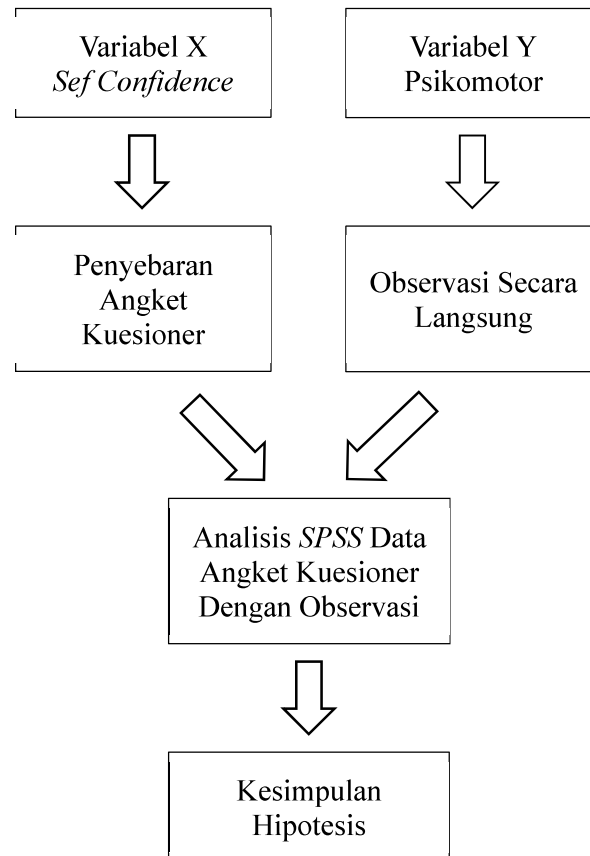 Variabel X
Sef Confidence
Variabel Y
Psikomotor
Penyebaran
Angket
Kuesioner
Observasi Secara
Langsung
Analisis SPSS Data
Angket Kuesioner
Dengan Observasi
Kesimpulan
Hipotesis